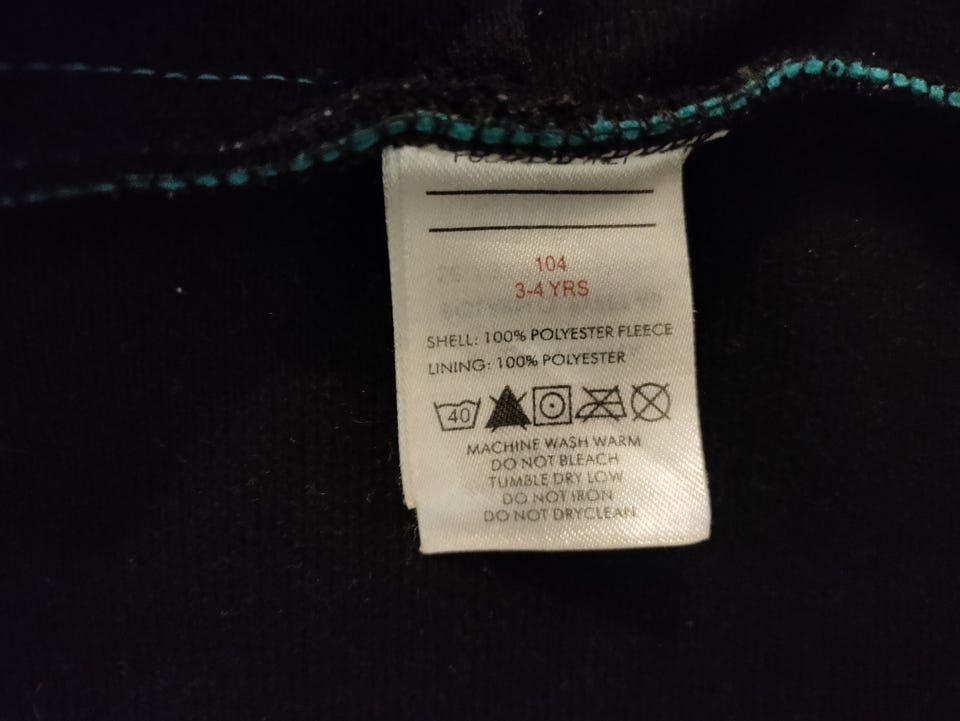 104
3-4 YRS
SHELL: 100% POLYESTER FLEECE
LINING: 100% POLYESTER
40
MACHINE WASH WARM
DO NOT BLEACH
TUMBLE DRY LOW
DO NOT IRON
DO NOT DRYCLEAN